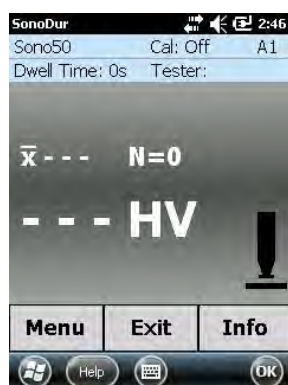 SonoDur 2:46
Sono50 Cal: Off A1
Dwell Time: 0s Tester:
x̅ - - - N=0
- - - HV
Menu Exit Info
Help OK